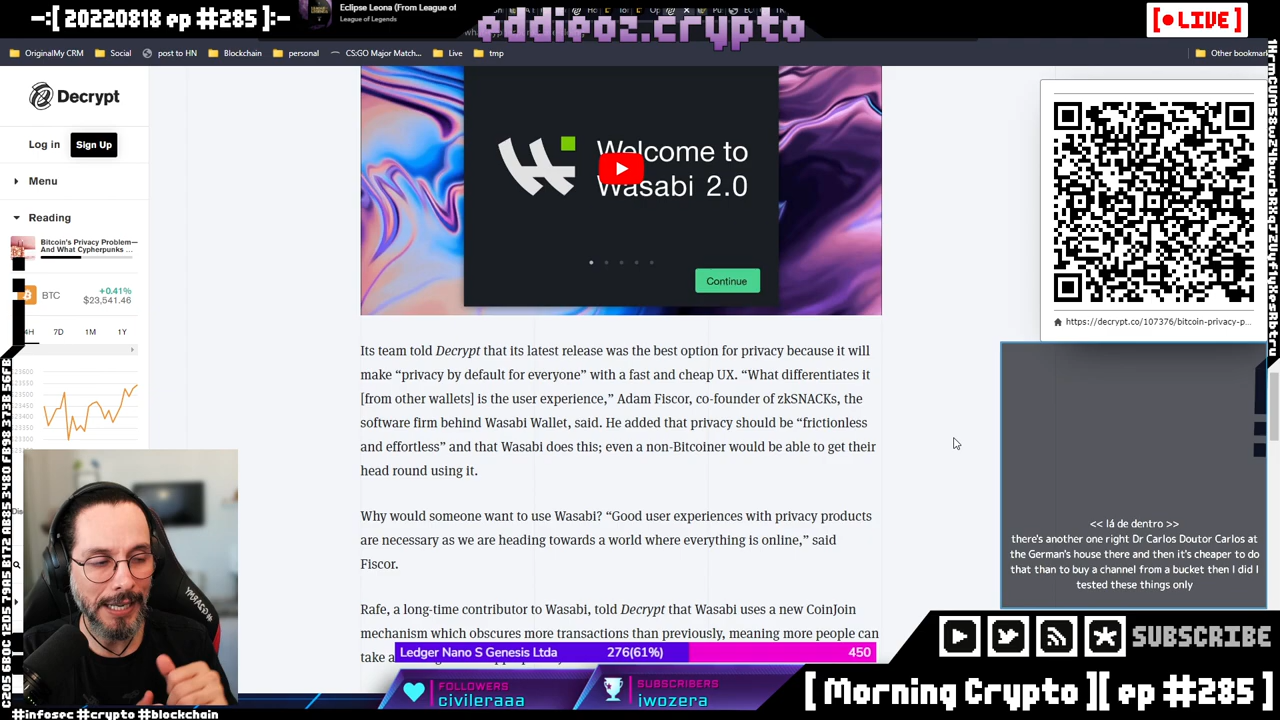 -:[ 20220818 ep #285 ]:-
Eclipse Leona (From League of
League of Legends
eddieoz.crypto
[ LIVE ]
OriginalMy CRM
Social
post to HN
Blockchain
personal
CS:GO Major Match...
Live
tmp
Other bookmar
Decrypt
Log in
Sign Up
Menu
Reading
Bitcoin's Privacy Problem—
And What Cypherpunks ...
BTC
+0.41%
$23,541.46
7D
1M
1Y
Welcome to
Wasabi 2.0
Continue
https://decrypt.co/107376/bitcoin-privacy-p...
Its team told Decrypt that its latest release was the best option for privacy because it will
make “privacy by default for everyone” with a fast and cheap UX. “What differentiates it
[from other wallets] is the user experience,” Adam Fiscor, co-founder of zkSNACKs, the
software firm behind Wasabi Wallet, said. He added that privacy should be “frictionless
and effortless” and that Wasabi does this; even a non-Bitcoiner would be able to get their
head round using it.
Why would someone want to use Wasabi? “Good user experiences with privacy products
are necessary as we are heading towards a world where everything is online,” said
Fiscor.
Rafe, a long-time contributor to Wasabi, told Decrypt that Wasabi uses a new CoinJoin
mechanism which obscures more transactions than previously, meaning more people can
take a
<< lá de dentro >>
there's another one right Dr Carlos Doutor Carlos at
the German's house there and then it's cheaper to do
that than to buy a channel from a bucket then I did I
tested these things only
Ledger Nano S Genesis Ltda
276(61%)
450
FOLLOWERS
civileraaa
SUBSCRIBERS
iwozera
SUBSCRIBE
[ Morning Crypto ][ ep #285 ]
#infosec #crypto #blockchain